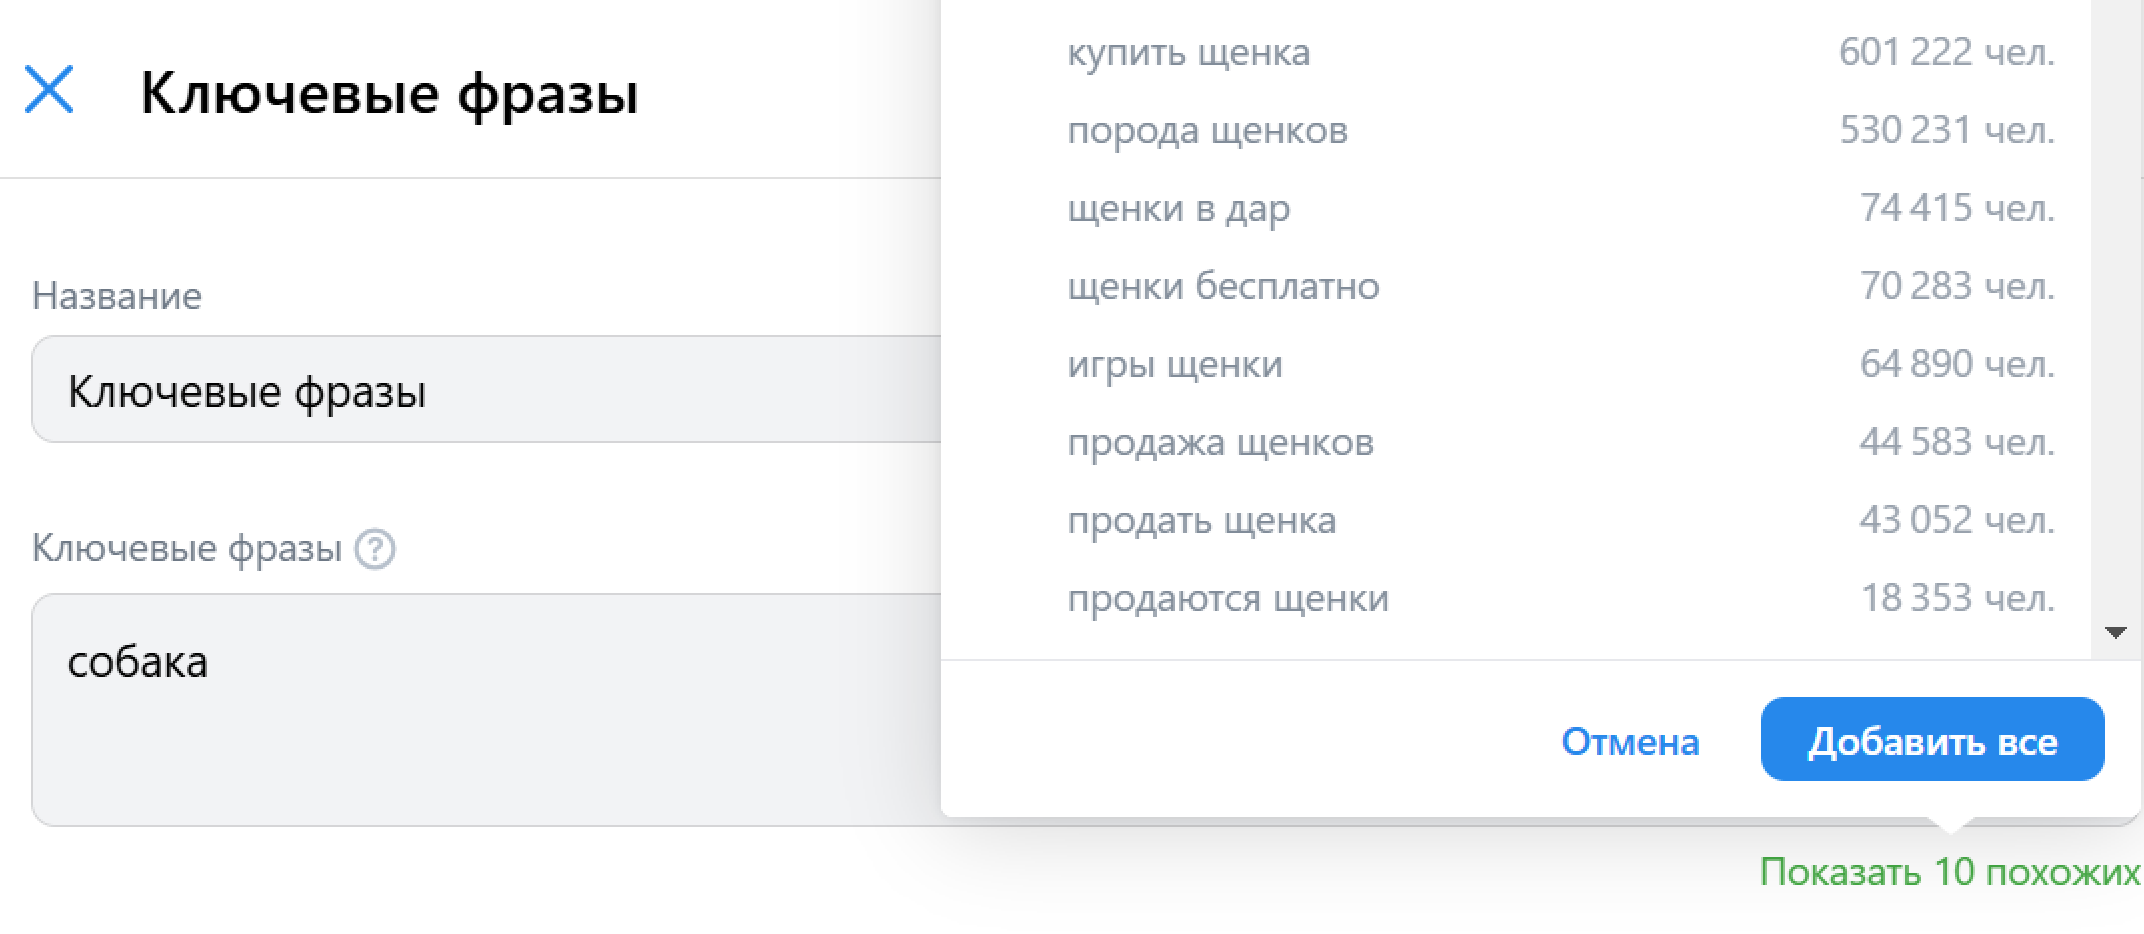 Ключевые фразы
Название
Ключевые фразы
Ключевые фразы
собака
купить щенка 601 222 чел.
порода щенков 530 231 чел.
щенки в дар 74 415 чел.
щенки бесплатно 70 283 чел.
игры щенки 64 890 чел.
продажа щенков 44 583 чел.
продать щенка 43 052 чел.
продаются щенки 18 353 чел.
Отмена Добавить все
Показать 10 похожих